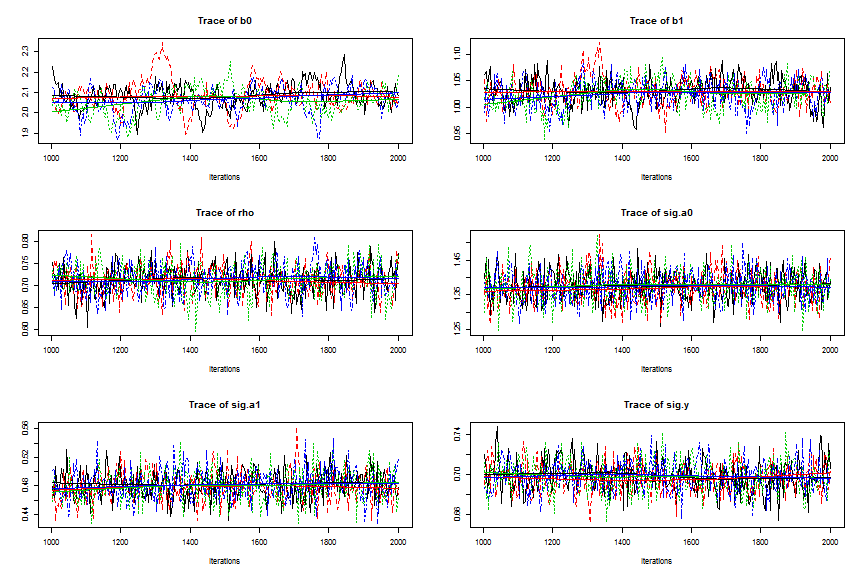 Trace of b0
2.3
2.2
2.1
2.0
1.9
1000 1200 1400 1600 1800 2000
Iterations
Trace of b1
1.10
1.05
1.00
0.95
1000 1200 1400 1600 1800 2000
Iterations
Trace of rho
0.80
0.75
0.70
0.65
0.60
1000 1200 1400 1600 1800 2000
Iterations
Trace of sig.a0
1.45
1.35
1.25
1000 1200 1400 1600 1800 2000
Iterations
Trace of sig.a1
0.56
0.52
0.48
0.44
1000 1200 1400 1600 1800 2000
Iterations
Trace of sig.y
0.74
0.70
0.66
1000 1200 1400 1600 1800 2000
Iterations